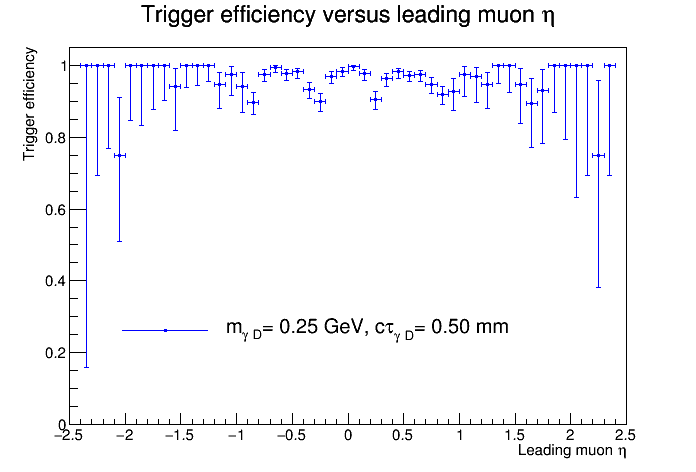 Trigger efficiency versus leading muon η
Trigger efficiency
1
0.8
0.6
0.4
0.2
0
m_γ D= 0.25 GeV, cτ_γ D= 0.50 mm
−2.5 −2 −1.5 −1 −0.5 0 0.5 1 1.5 2 2.5
Leading muon η